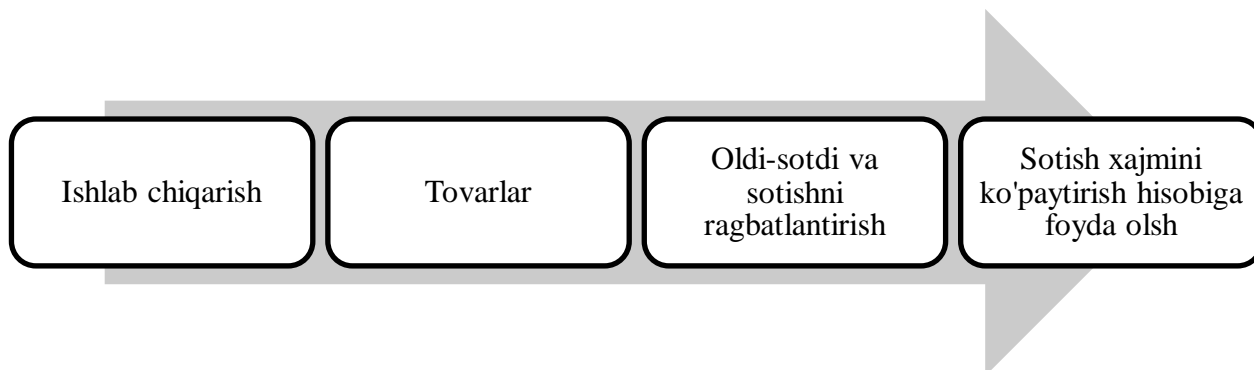 Ishlab chiqarish
Tovarlar
Oldi-sotdi va
sotishni
ragbatlantirish
Sotish xajmini
ko'paytirish hisobiga
foyda olsh